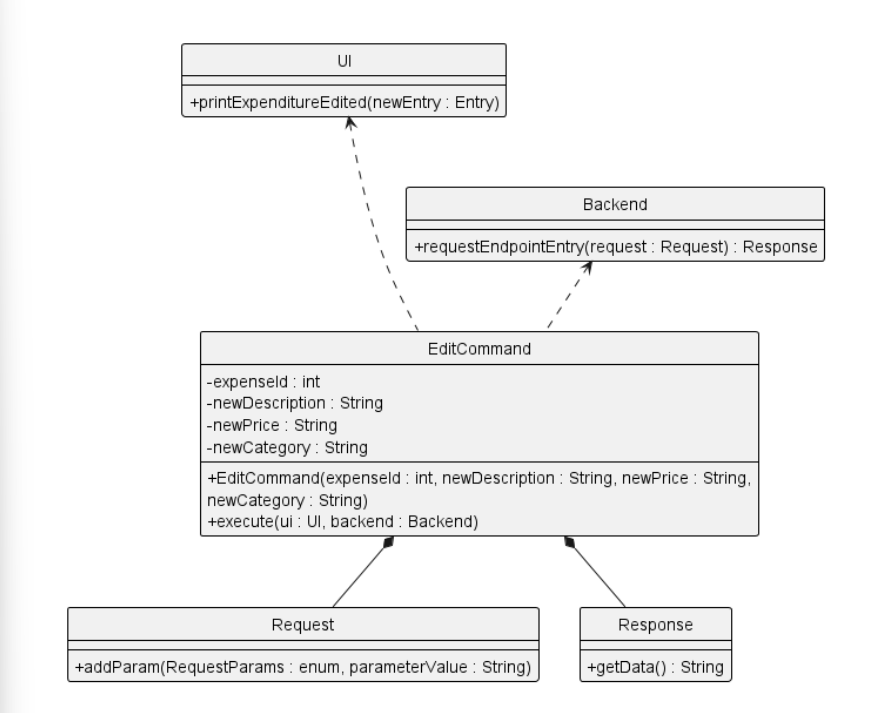 UI
+printExpenditureEdited(newEntry : Entry)
Backend
+requestEndpointEntry(request : Request) : Response
EditCommand
-expenseId : int
-newDescription : String
-newPrice : String
-newCategory : String
+EditCommand(expenseId : int, newDescription : String, newPrice : String,
newCategory : String)
+execute(ui : UI, backend : Backend)
Request
+addParam(RequestParams : enum, parameterValue : String)
Response
+getData() : String